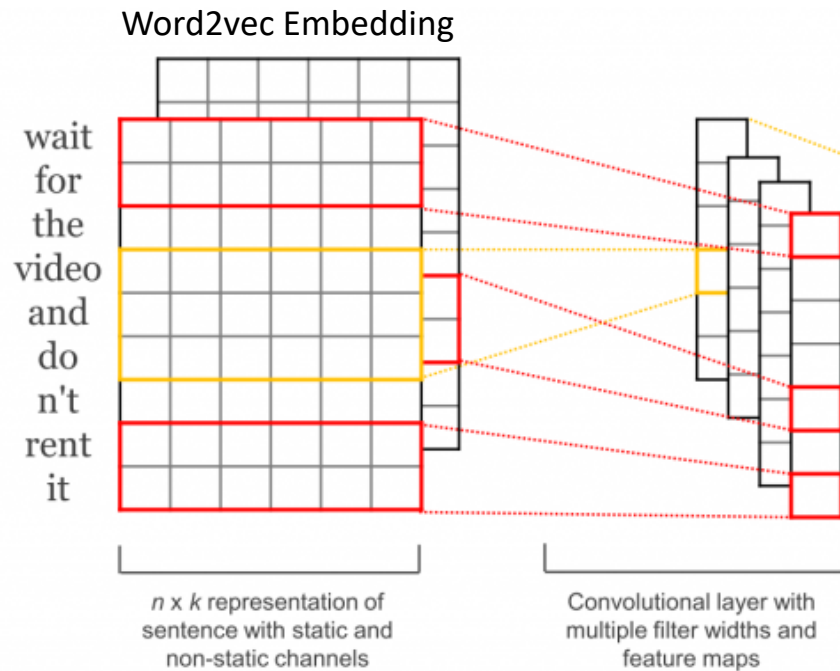 Word2vec Embedding
wait
for
the
video
and
do
n't
rent
it
n x k representation of
sentence with static and
non-static channels
Convolutional layer with
multiple filter widths and
feature maps